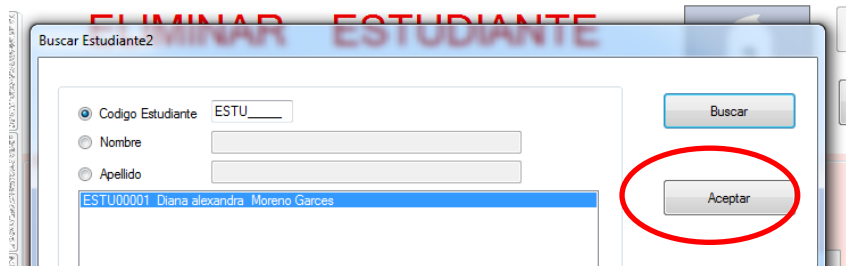 ELIMINAR ESTUDIANTE
Buscar Estudiante2
Codigo Estudiante ESTU_____ Buscar
Nombre
Apellido
ESTU00001 Diana alexandra Moreno Garces
Aceptar